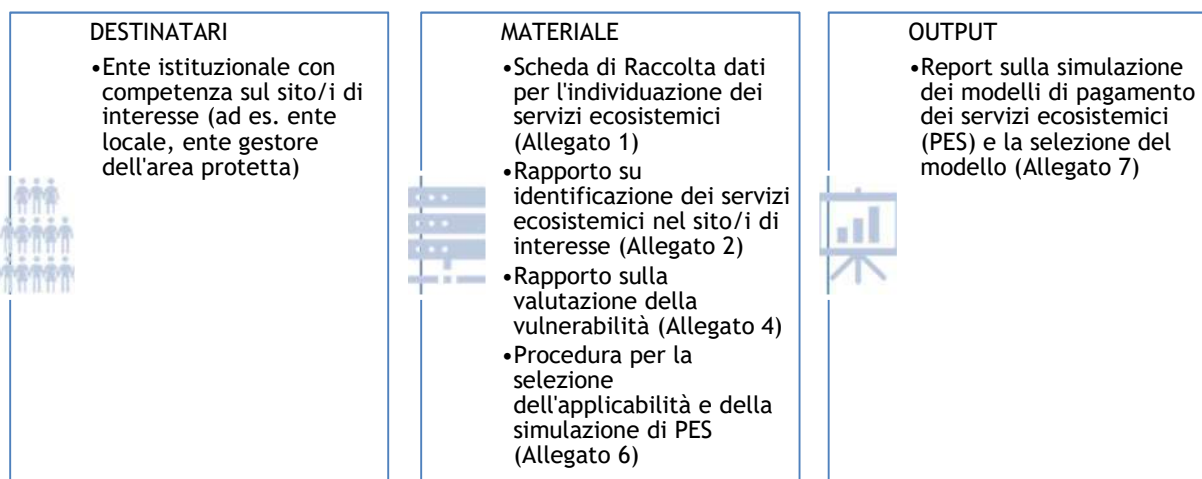 DESTINATARI
•Ente istituzionale con
competenza sul sito/i di
interesse (ad es. ente
locale, ente gestore
dell'area protetta)
MATERIALE
•Scheda di Raccolta dati
per l'individuazione dei
servizi ecosistemici
(Allegato 1)
•Rapporto su
identificazione dei servizi
ecosistemici nel sito/i di
interesse (Allegato 2)
•Rapporto sulla
valutazione della
vulnerabilità (Allegato 4)
•Procedura per la
selezione
dell'applicabilità e della
simulazione di PES
(Allegato 6)
OUTPUT
•Report sulla simulazione
dei modelli di pagamento
dei servizi ecosistemici
(PES) e la selezione del
modello (Allegato 7)